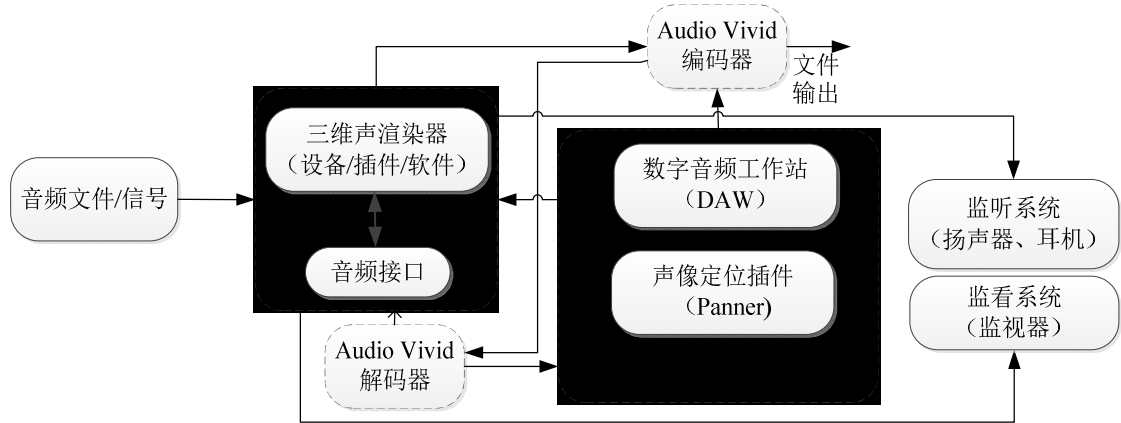 Audio Vivid
编码器
文件
输出
三维声渲染器
（设备/插件/软件）
音频文件/信号
音频接口
数字音频工作站
（DAW）
声像定位插件
（Panner)
监听系统
（扬声器、耳机）
监看系统
（监视器）
Audio Vivid
解码器